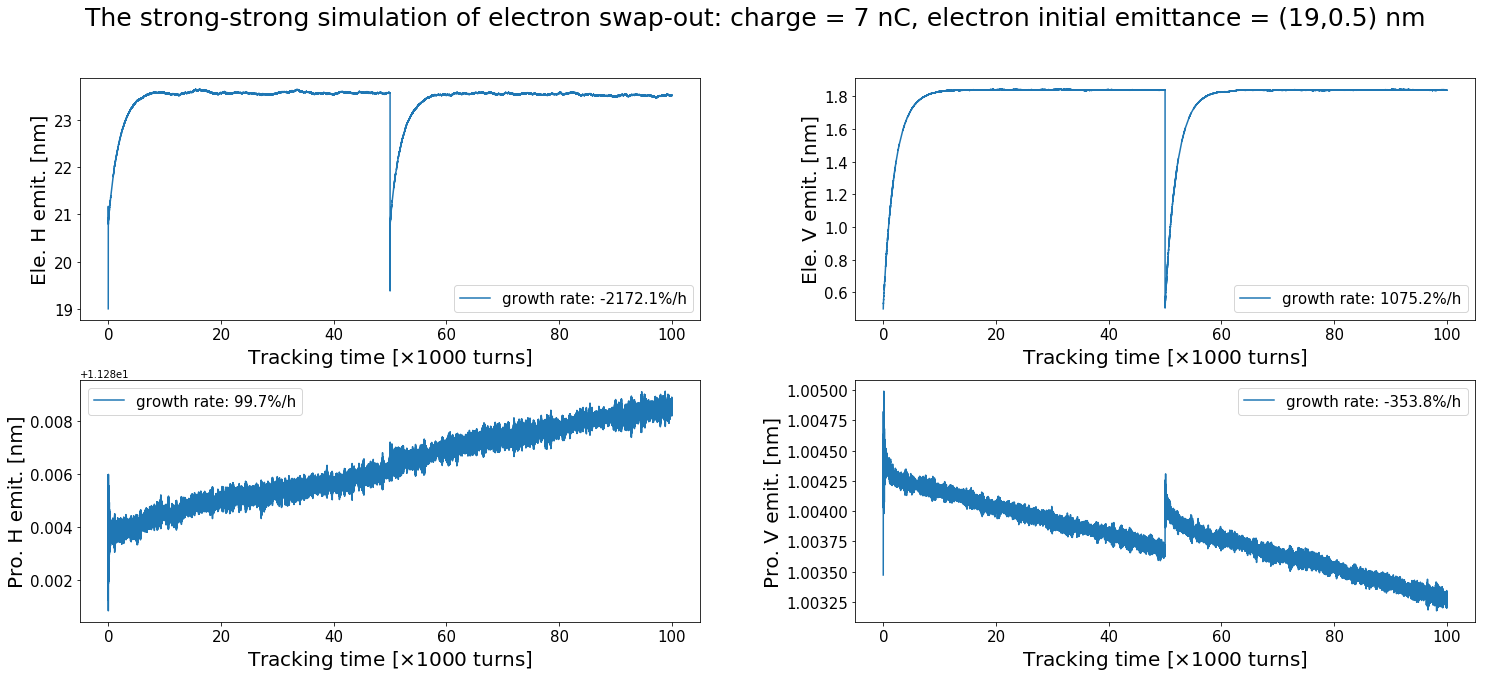 The strong-strong simulation of electron swap-out: charge = 7 nC, electron initial emittance = (19,0.5) nm
Ele. H emit. [nm]
23
22
21
20
19
growth rate: -2172.1%/h
0 20 40 60 80 100
Tracking time [×1000 turns]
Ele. V emit. [nm]
1.8
1.6
1.4
1.2
1.0
0.8
0.6
growth rate: 1075.2%/h
0 20 40 60 80 100
Tracking time [×1000 turns]
+1.128e1
Pro. H emit. [nm]
growth rate: 99.7%/h
0.008
0.006
0.004
0.002
0 20 40 60 80 100
Tracking time [×1000 turns]
Pro. V emit. [nm]
growth rate: -353.8%/h
1.00500
1.00475
1.00450
1.00425
1.00400
1.00375
1.00350
1.00325
0 20 40 60 80 100
Tracking time [×1000 turns]